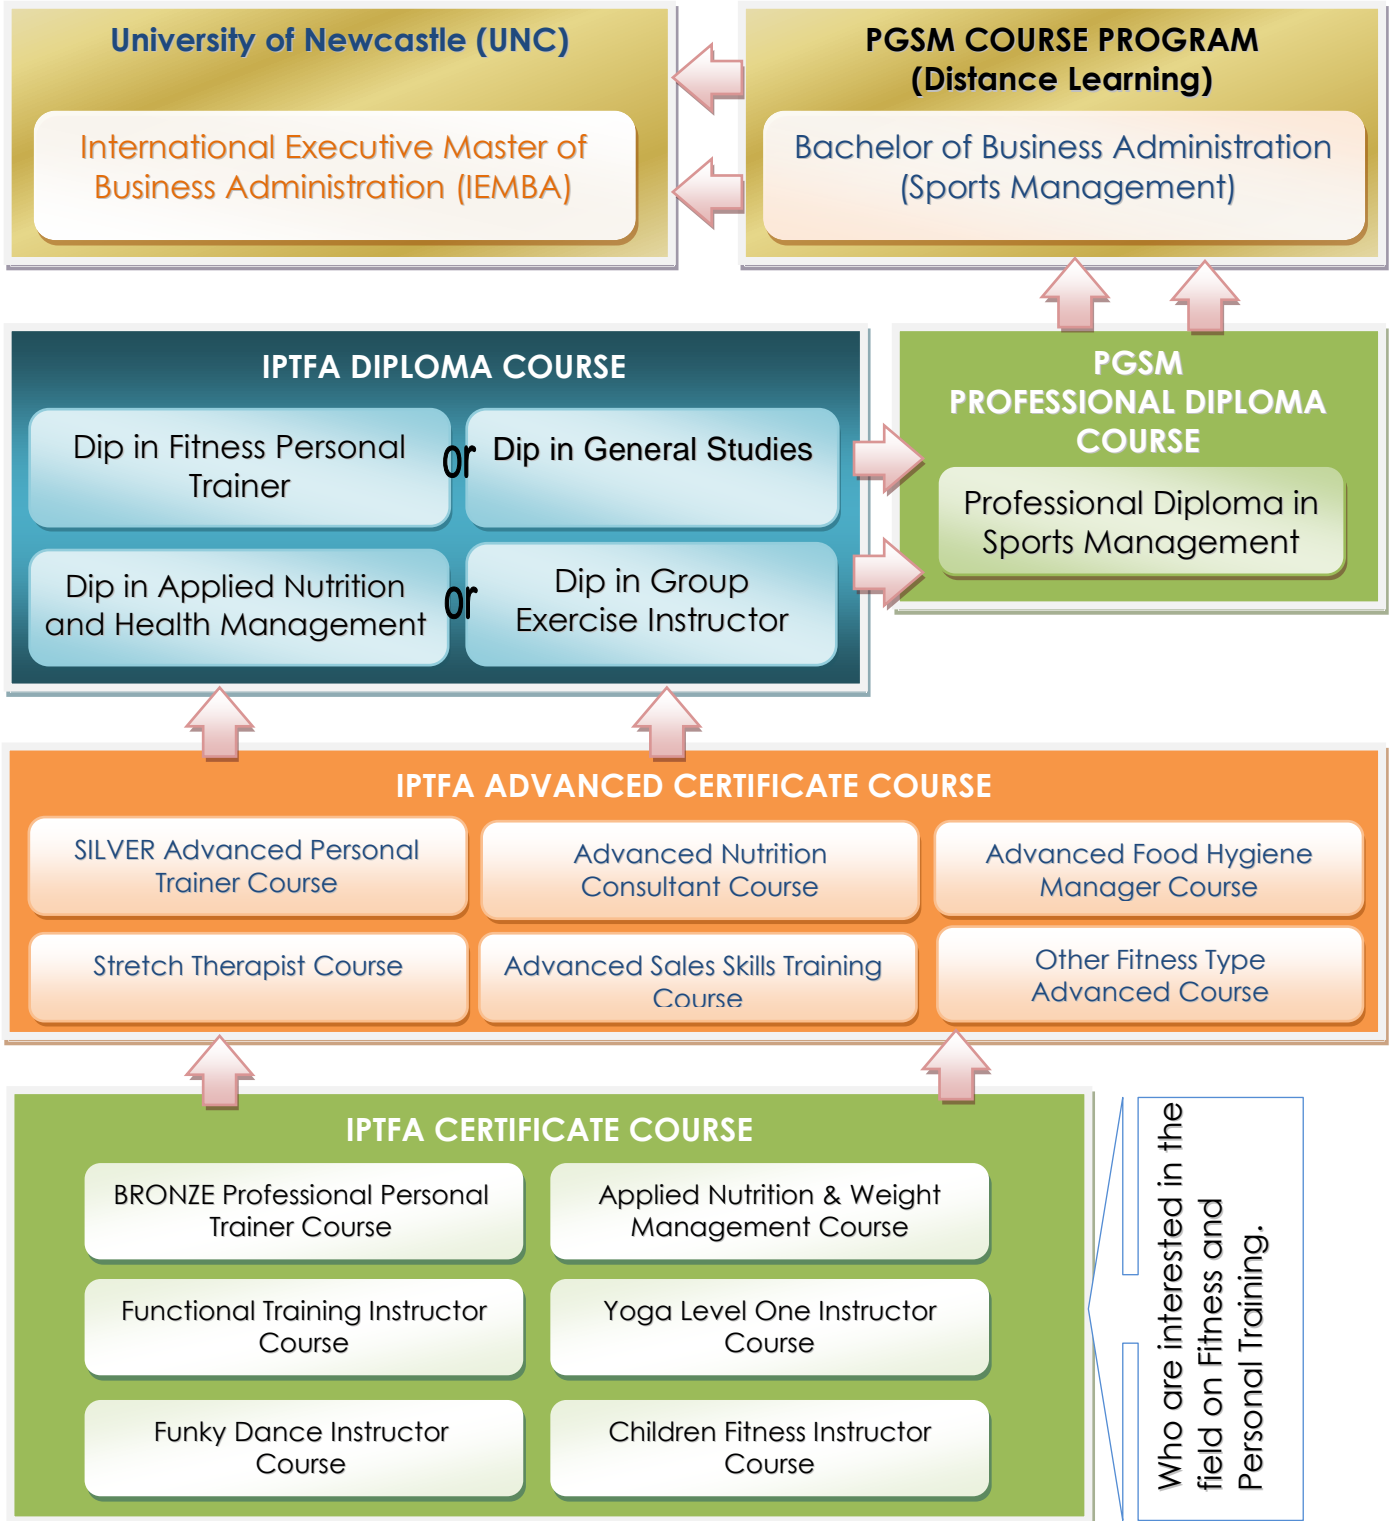 University of Newcastle (UNC)
International Executive Master of
Business Administration (IEMBA)
PGSM COURSE PROGRAM
(Distance Learning)
Bachelor of Business Administration
(Sports Management)
IPTFA DIPLOMA COURSE
Dip in Fitness Personal
Trainer
or
Dip in General Studies
Dip in Applied Nutrition
and Health Management
or
Dip in Group
Exercise Instructor
PGSM
PROFESSIONAL DIPLOMA
COURSE
Professional Diploma in
Sports Management
IPTFA ADVANCED CERTIFICATE COURSE
SILVER Advanced Personal
Trainer Course
Advanced Nutrition
Consultant Course
Advanced Food Hygiene
Manager Course
Stretch Therapist Course
Advanced Sales Skills Training
Course
Other Fitness Type
Advanced Course
IPTFA CERTIFICATE COURSE
BRONZE Professional Personal
Trainer Course
Applied Nutrition & Weight
Management Course
Functional Training Instructor
Course
Yoga Level One Instructor
Course
Funky Dance Instructor
Course
Children Fitness Instructor
Course
Who are interested in the
field on Fitness and
Personal Training.